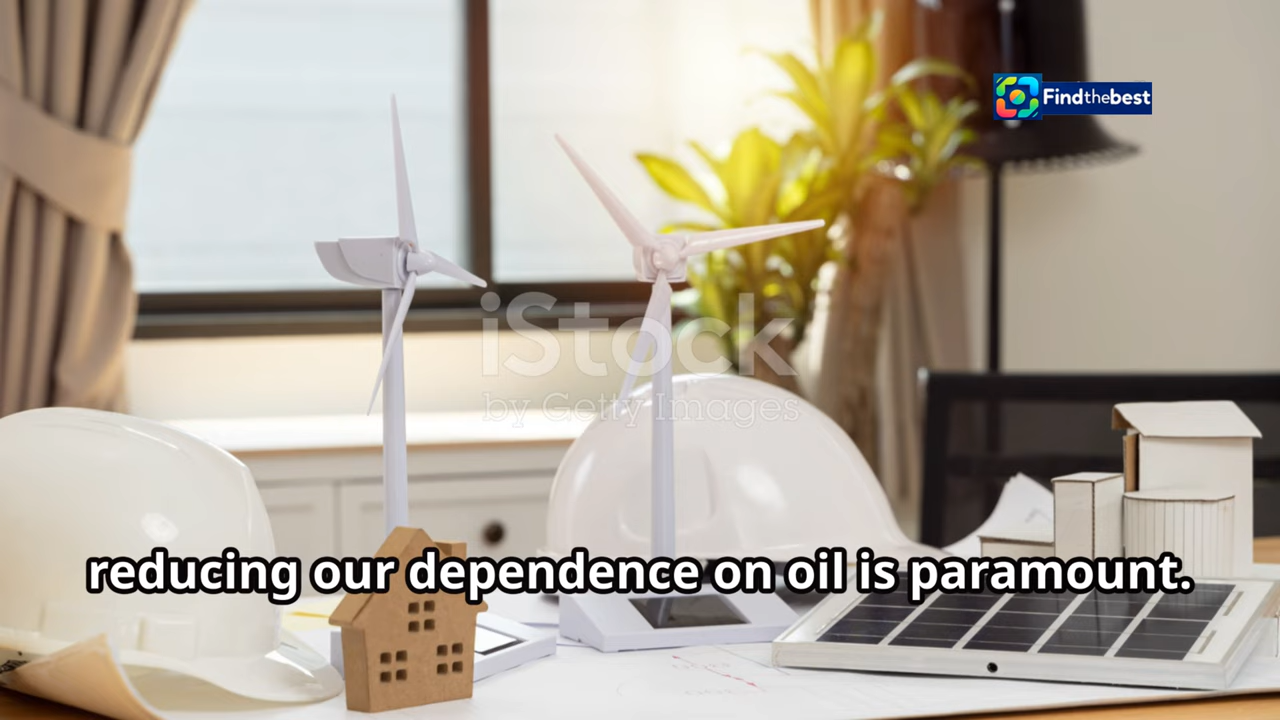 Findthebest
iStock
by Getty Images
reducing our dependence on oil is paramount.